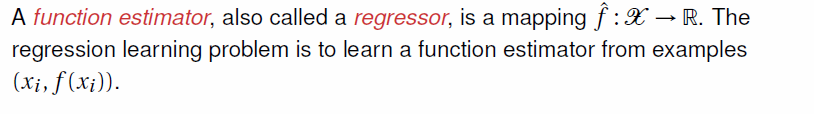 A function estimator, also called a regressor, is a mapping f̂ : 𝒳 → ℝ. The
regression learning problem is to learn a function estimator from examples
(xᵢ, f(xᵢ)).